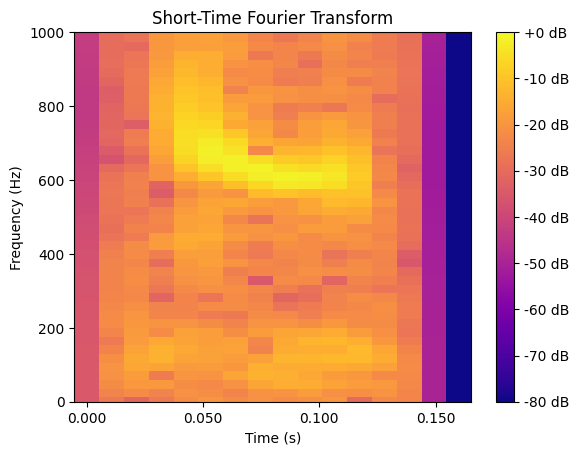 Short-Time Fourier Transform
Frequency (Hz)
1000
800
600
400
200
0
0.000
0.050
0.100
0.150
Time (s)
+0 dB
-10 dB
-20 dB
-30 dB
-40 dB
-50 dB
-60 dB
-70 dB
-80 dB